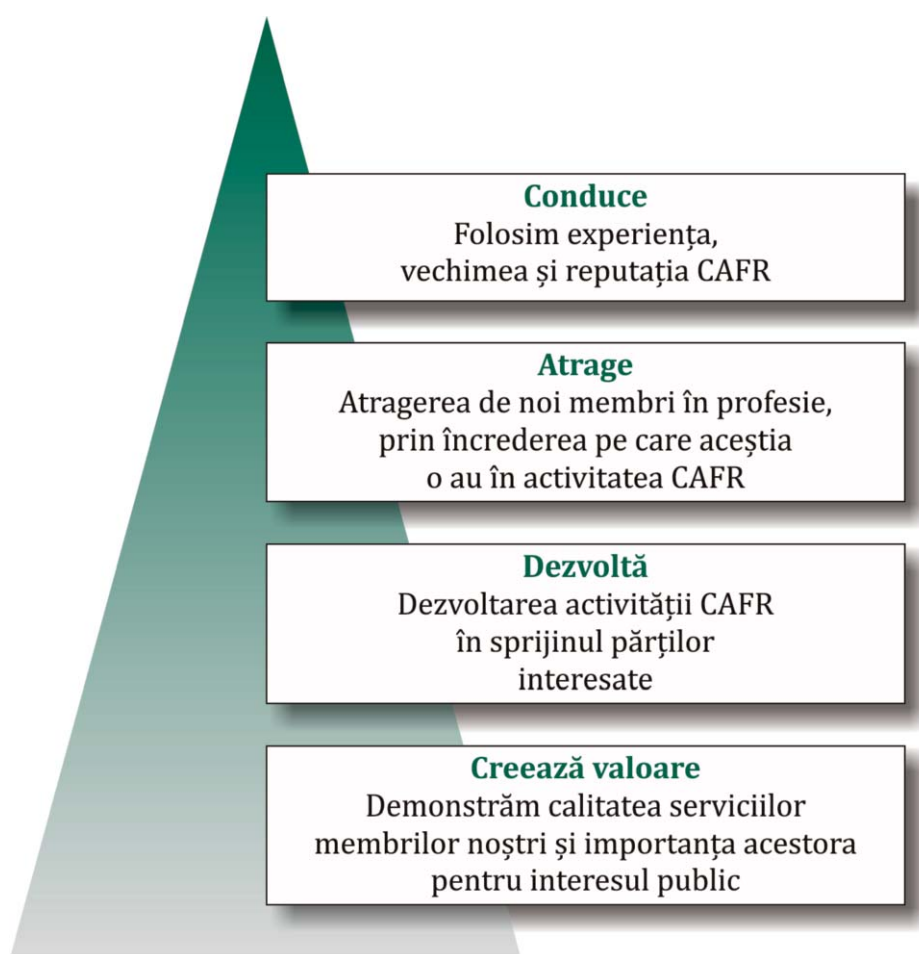 Conduce
Folosim experiența,
vechimea și reputația CAFR
Atrage
Atragerea de noi membri în profesie,
prin încrederea pe care aceștia
o au în activitatea CAFR
Dezvoltă
Dezvoltarea activității CAFR
în sprijinul părților
interesate
Creează valoare
Demonstrăm calitatea serviciilor
membrilor noștri și importanța acestora
pentru interesul public